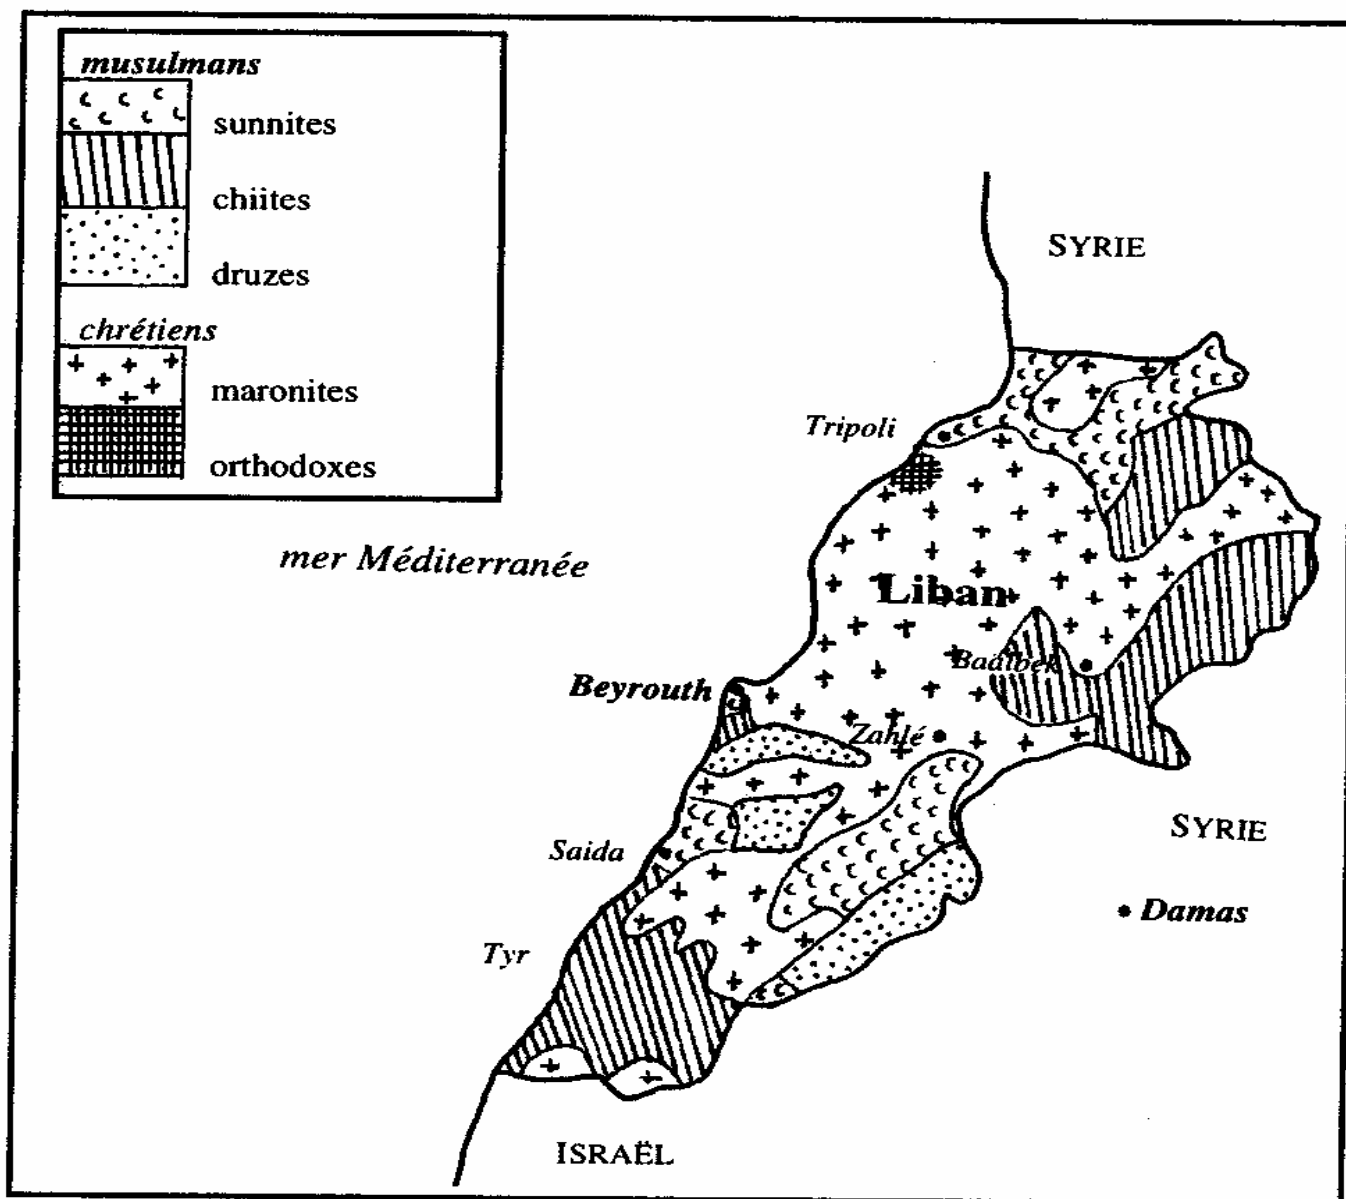 musulmans
sunnites
chiites
druzes
chrétiens
maronites
orthodoxes
SYRIE
Tripoli
mer Méditerranée
Liban
Baalbek
Beyrouth
Zahlé
SYRIE
Saida
Damas
Tyr
ISRAËL